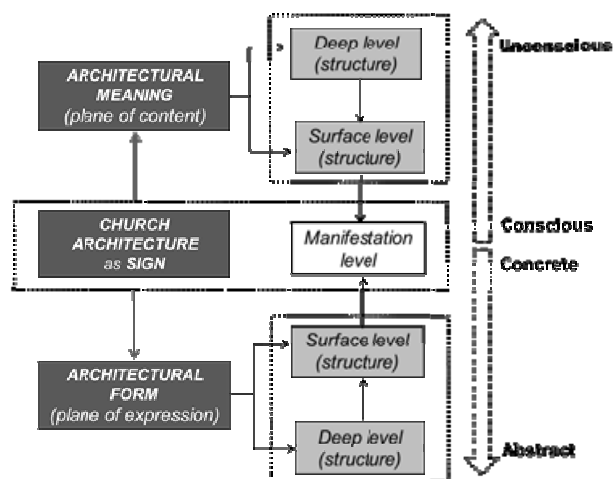 Deep level
(structure)
Unconscious
ARCHITECTURAL
MEANING
(plane of content)
Surface level
(structure)
CHURCH
ARCHITECTURE
as SIGN
Manifestation
level
Conscious
Concrete
Surface level
(structure)
ARCHITECTURAL
FORM
(plane of expression)
Deep level
(structure)
Abstract